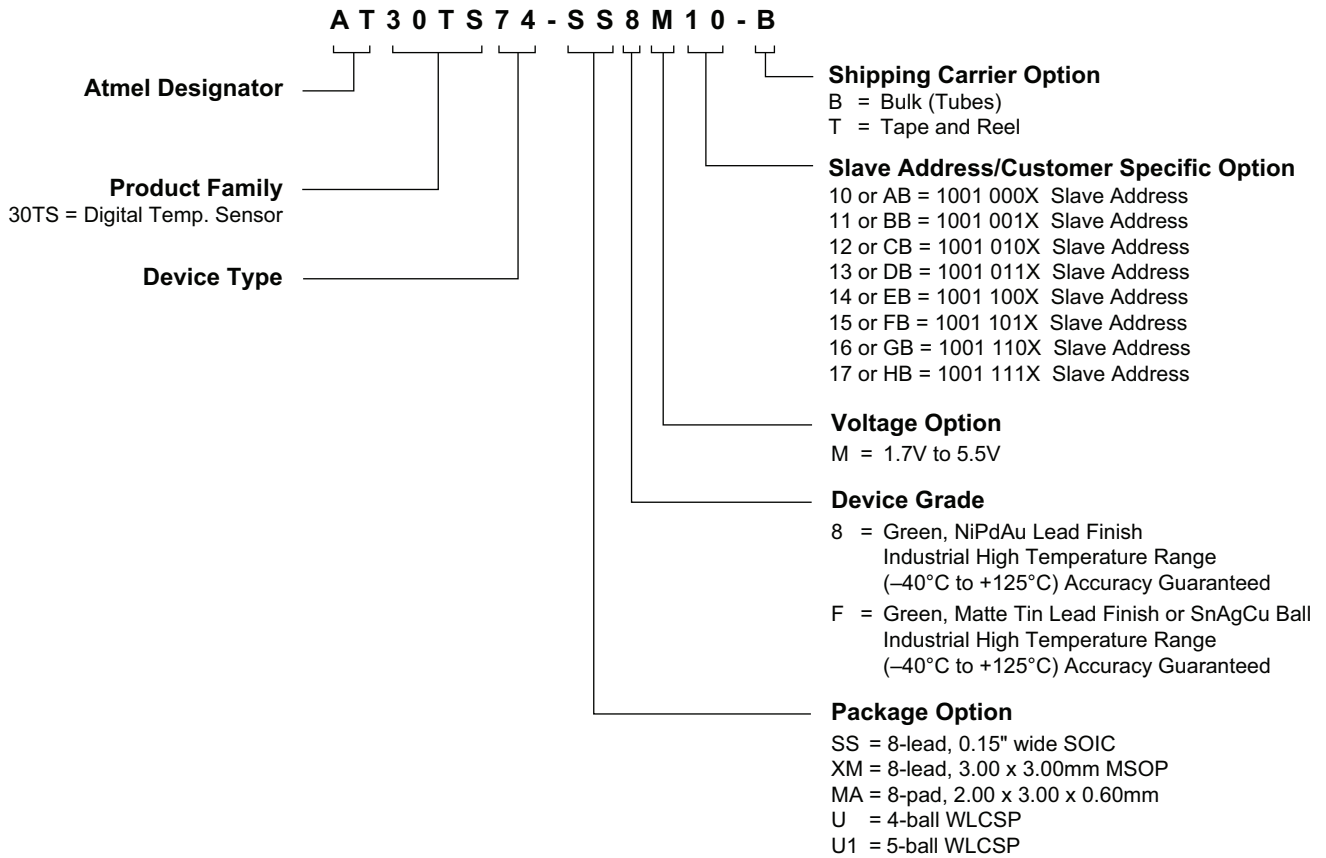 A T 3 0 T S 7 4 - S S 8 M 1 0 - B
Atmel Designator
Product Family
30TS = Digital Temp. Sensor
Device Type
Shipping Carrier Option
B = Bulk (Tubes)
T = Tape and Reel
Slave Address/Customer Specific Option
10 or AB = 1001 000X Slave Address
11 or BB = 1001 001X Slave Address
12 or CB = 1001 010X Slave Address
13 or DB = 1001 011X Slave Address
14 or EB = 1001 100X Slave Address
15 or FB = 1001 101X Slave Address
16 or GB = 1001 110X Slave Address
17 or HB = 1001 111X Slave Address
Voltage Option
M = 1.7V to 5.5V
Device Grade
8 = Green, NiPdAu Lead Finish
Industrial High Temperature Range
(–40°C to +125°C) Accuracy Guaranteed
F = Green, Matte Tin Lead Finish or SnAgCu Ball
Industrial High Temperature Range
(–40°C to +125°C) Accuracy Guaranteed
Package Option
SS = 8-lead, 0.15" wide SOIC
XM = 8-lead, 3.00 x 3.00mm MSOP
MA = 8-pad, 2.00 x 3.00 x 0.60mm
U = 4-ball WLCSP
U1 = 5-ball WLCSP